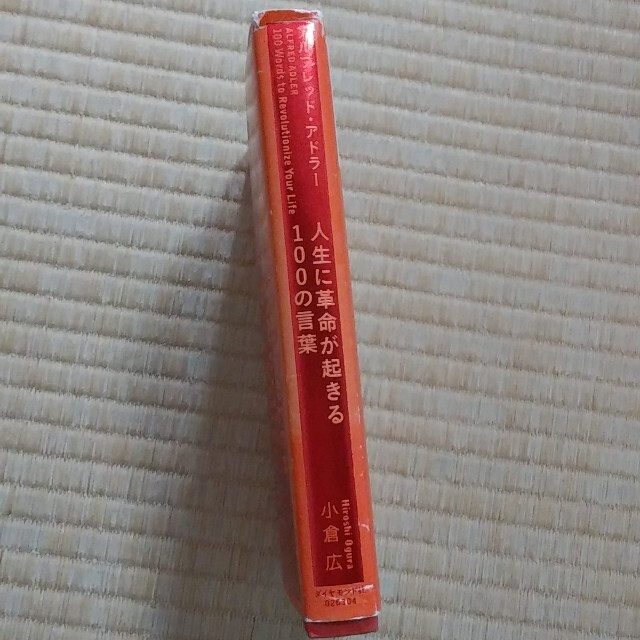 アルフレッド・アドラー
ALFRED ADLER
100 Words to Revolutionize Your Life
人生に革命が起きる
100の言葉
Hiroshi Ogura
小倉広
ダイヤモンド社